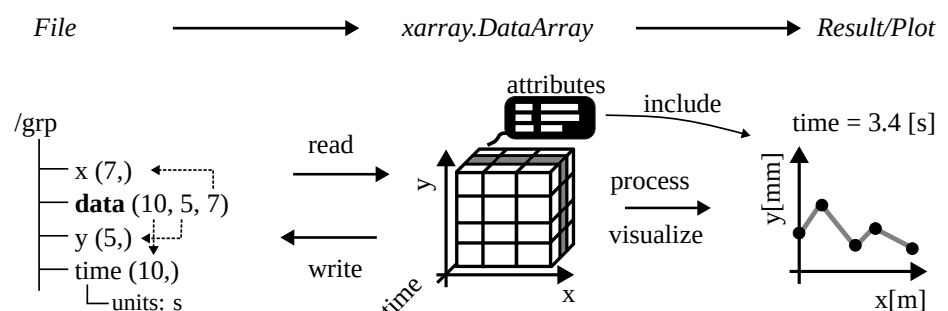 File
xarray.DataArray
Result/Plot
attributes
include
/grp
time = 3.4 [s]
read
x (7,)
data (10, 5, 7)
y (5,)
time (10,)
units: s
write
y
x
time
process
visualize
y[mm]
x[m]